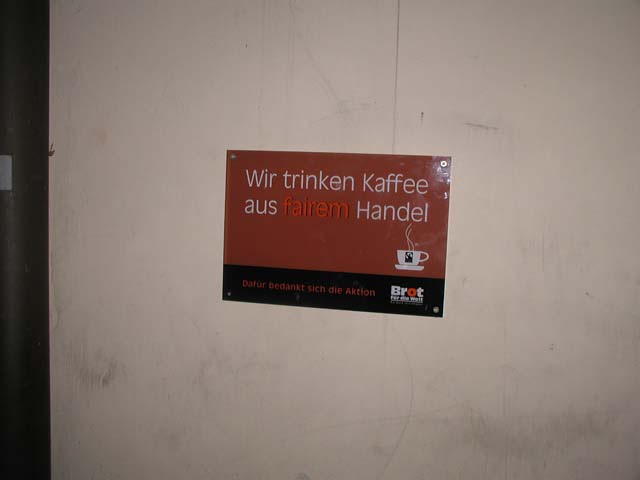 Wir trinken Kaffee
aus fairem Handel
Dafür bedankt sich die Aktion
Brot
für die Welt